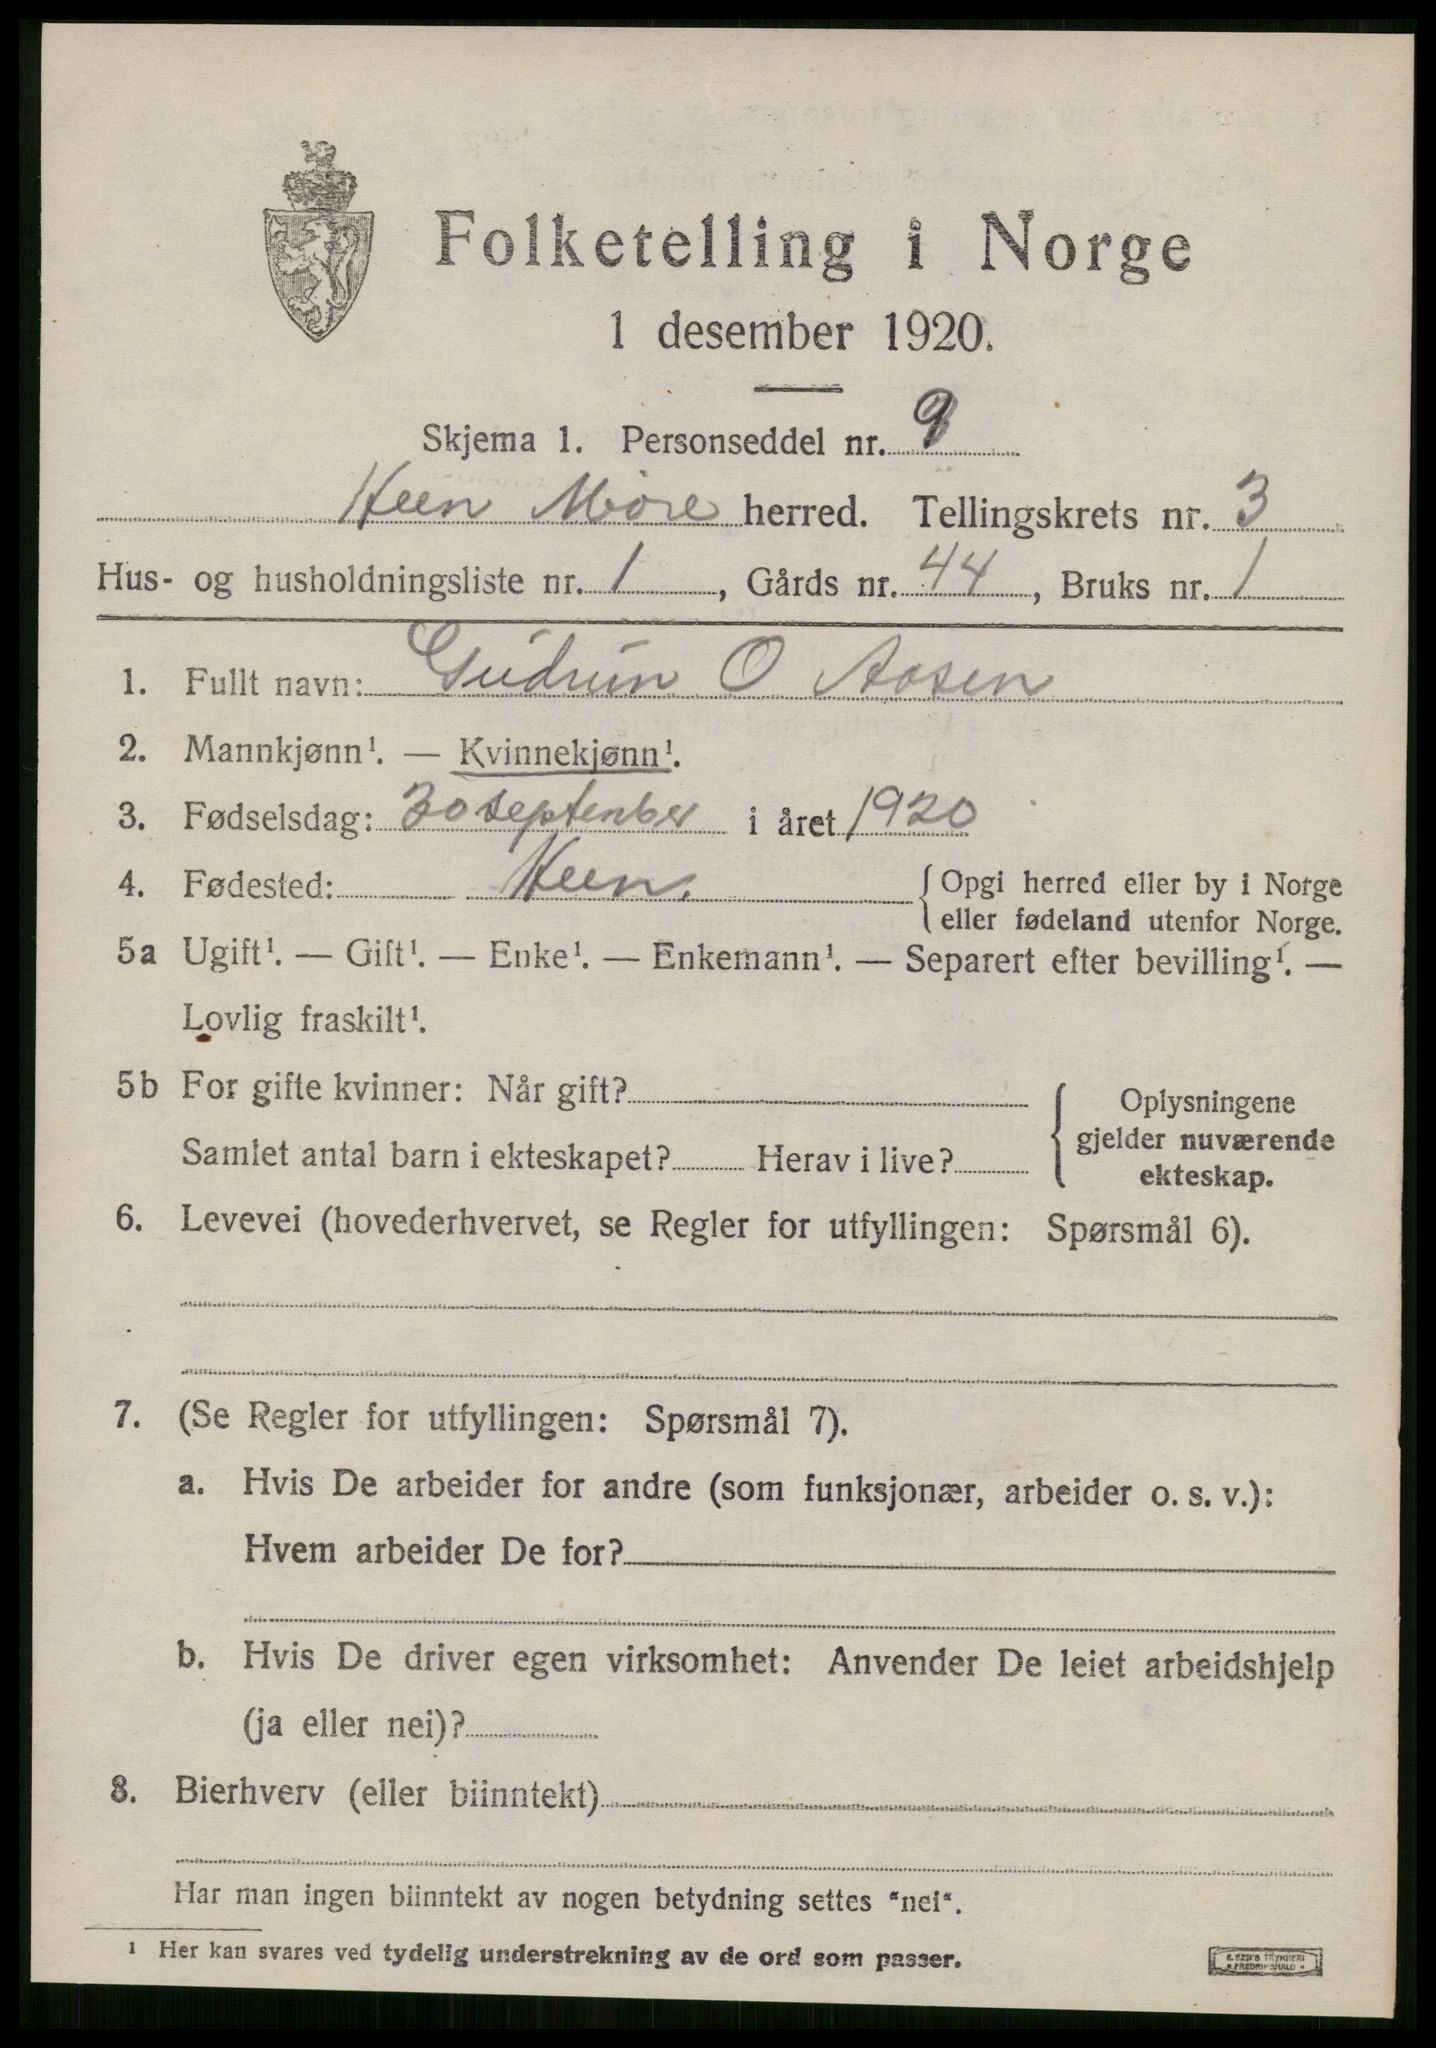 Folketelling i Norge
1 desember 1920.
Skjema 1. Personseddel nr. 9
Heen Möre herred. Tellingskrets nr. 3
Hus- og husholdningsliste nr. 1, Gårds nr. 44, Bruks nr. 1
1. Fullt navn: Gudrun O Aasen
2. Mannkjønn¹. — Kvinnekjønn¹.
3. Fødselsdag: 30 september i året 1920
4. Fødested: Heen. { Opgi herred eller by i Norge
eller fødeland utenfor Norge.
5a Ugift¹. — Gift¹. — Enke¹. — Enkemann¹. — Separert efter bevilling¹. —
Lovlig fraskilt¹.
5b For gifte kvinner: Når gift?
Samlet antal barn i ekteskapet? Herav i live?
{ Oplysningene
gjelder nuværende
ekteskap.
6. Levevei (hovederhvervet, se Regler for utfyllingen: Spørsmål 6).
7. (Se Regler for utfyllingen: Spørsmål 7).
a. Hvis De arbeider for andre (som funksjonær, arbeider o. s. v.):
Hvem arbeider De for?
b. Hvis De driver egen virksomhet: Anvender De leiet arbeidshjelp
(ja eller nei)?
8. Bierhverv (eller biinntekt)
Har man ingen biinntekt av nogen betydning settes "nei".
¹ Her kan svares ved tydelig understrekning av de ord som passer.